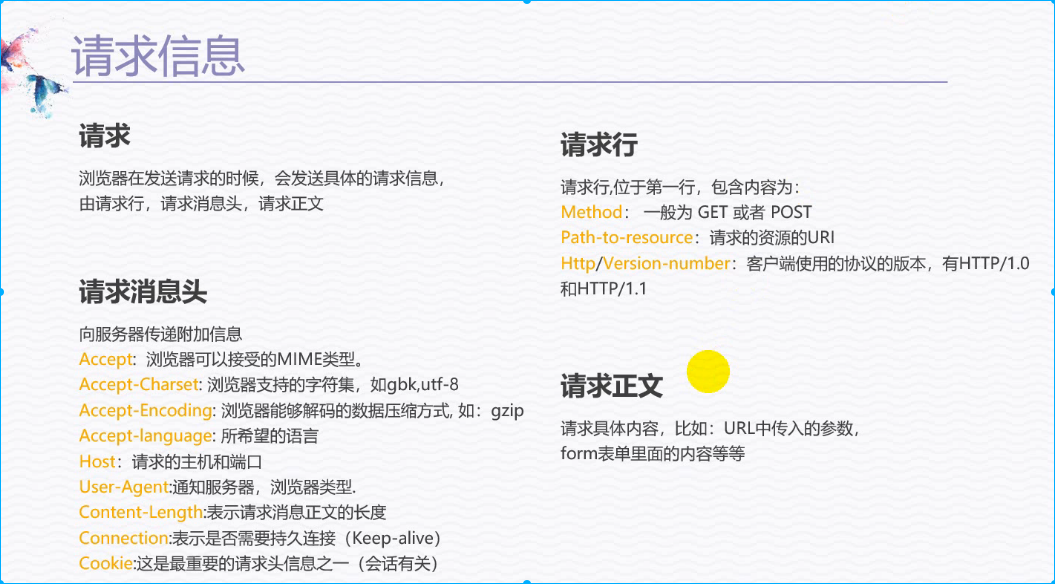 请求信息
请求
浏览器在发送请求的时候，会发送具体的请求信息，
由请求行，请求消息头，请求正文
请求消息头
向服务器传递附加信息
Accept: 浏览器可以接受的MIME类型。
Accept-Charset: 浏览器支持的字符集，如gbk,utf-8
Accept-Encoding: 浏览器能够解码的数据压缩方式, 如：gzip
Accept-language: 所希望的语言
Host：请求的主机和端口
User-Agent:通知服务器，浏览器类型.
Content-Length:表示请求消息正文的长度
Connection:表示是否需要持久连接（Keep-alive）
Cookie:这是最重要的请求头信息之一（会话有关）
请求行
请求行,位于第一行，包含内容为：
Method： 一般为 GET 或者 POST
Path-to-resource：请求的资源的URI
Http/Version-number：客户端使用的协议的版本，有HTTP/1.0
和HTTP/1.1
请求正文
请求具体内容，比如：URL中传入的参数，
form表单里面的内容等等